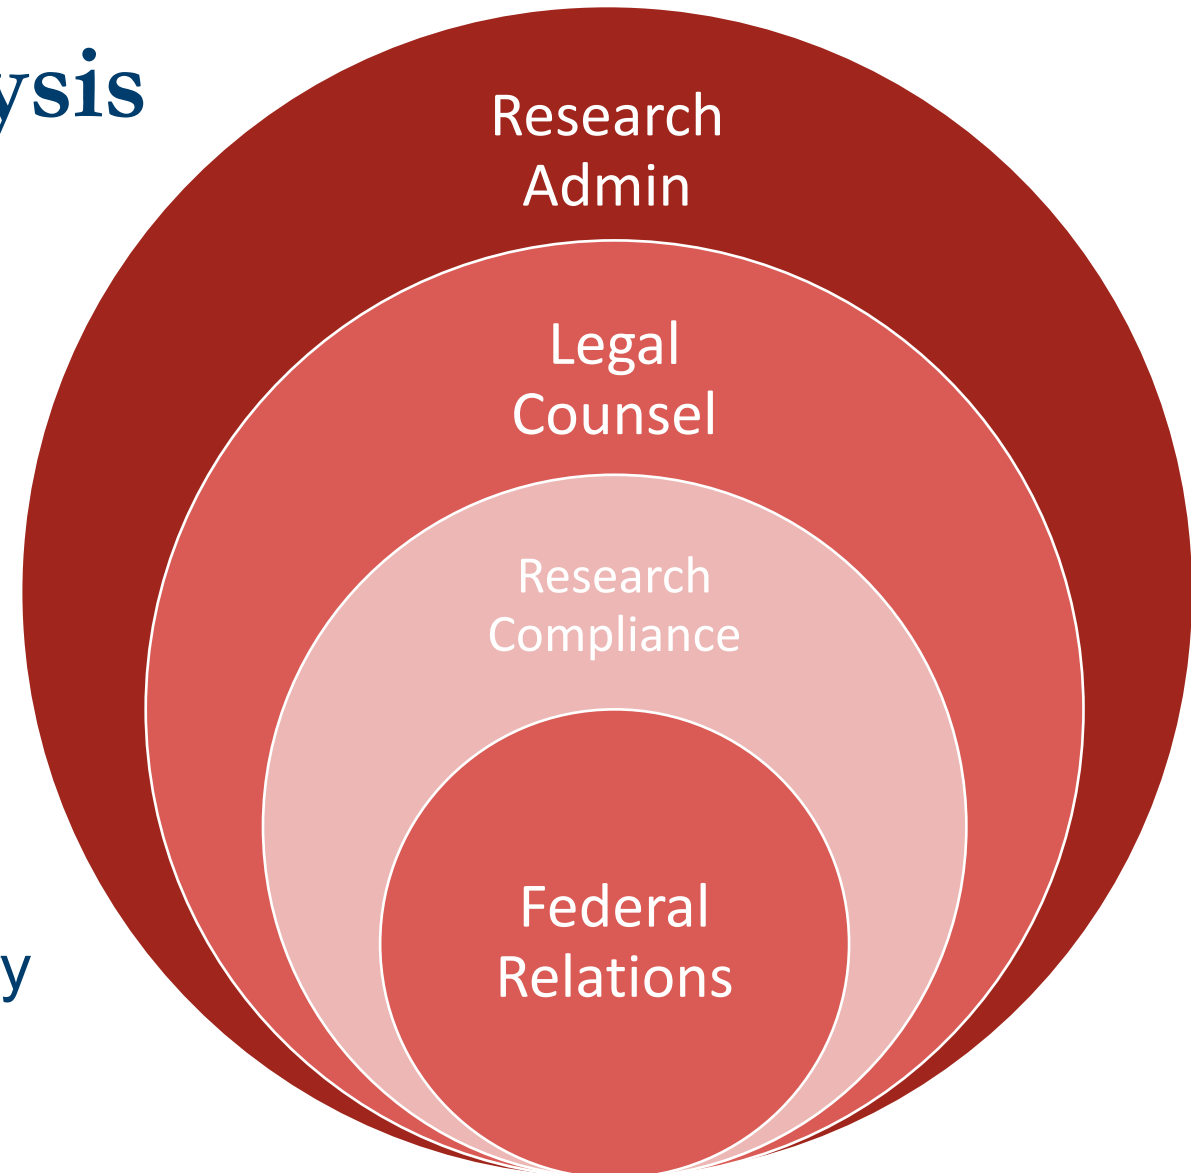 ysis
Research
Admin
Legal
Counsel
Research
Compliance
Federal
Relations
y